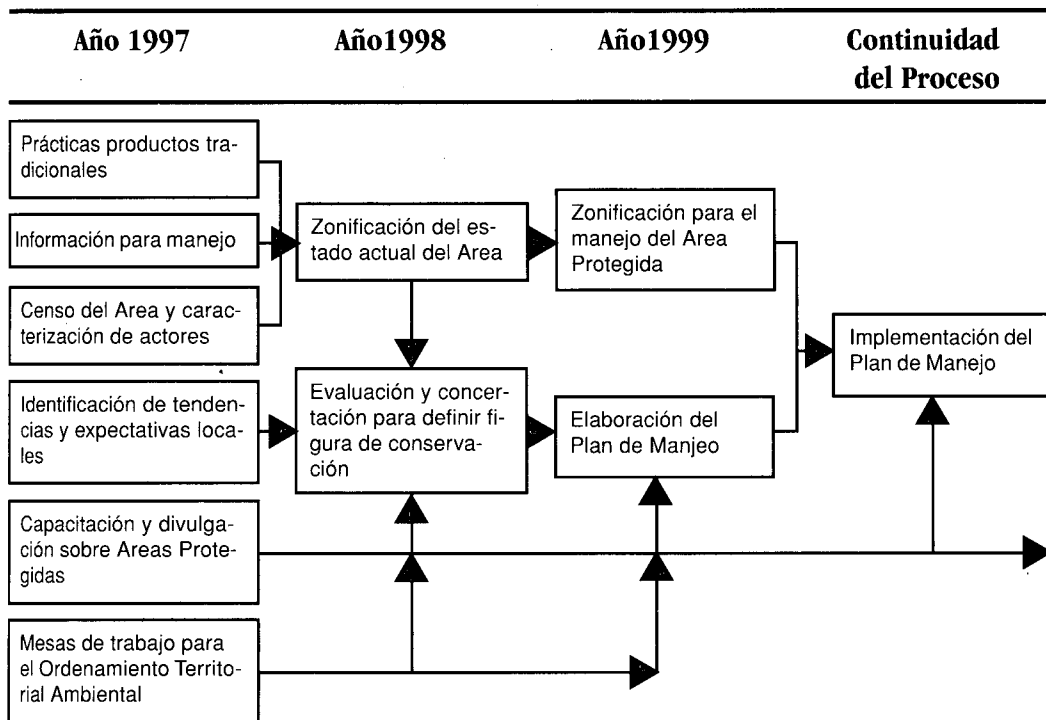 Año 1997
Año1998
Año1999
Continuidad
del Proceso
Prácticas productos tra-
dicionales
Información para manejo
Censo del Area y carac-
terización de actores
Identificación de tenden-
cias y expectativas loca-
les
Capacitación y divulga-
ción sobre Areas Prote-
gidas
Mesas de trabajo para
el Ordenamiento Territo-
rial Ambiental
Zonificación del es-
tado actual del Area
Evaluación y concer-
tación para definir fi-
gura de conserva-
ción
Zonificación para el
manejo del Area
Protegida
Elaboración del
Plan de Manjeo
Implementación del
Plan de Manejo